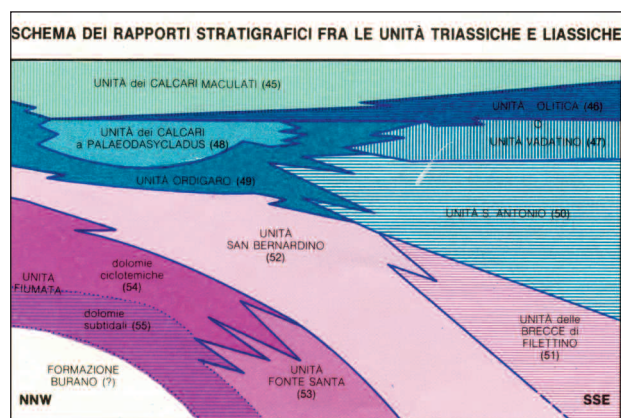 SCHEMA DEI RAPPORTI STRATIGRAFICI FRA LE UNITÀ TRIASSICHE E LIASSICHE
UNITÀ dei CALCARI MACULATI (45)
UNITÀ OLITICA (46)
UNITÀ dei CALCARI
a PALAEODASYCLADUS
(48)
UNITÀ VADATINO (47)
UNITÀ ORDIGARO (49)
UNITÀ S. ANTONIO (50)
UNITÀ
SAN BERNARDINO
(52)
dolomie
ciclotemiche
(54)
UNITÀ
FIUMATA
dolomie
subtidali (55)
UNITÀ delle
BRECCE di
FILETTINO
(51)
FORMAZIONE
BURANO (?)
UNITÀ
FONTE SANTA
(53)
NNW
SSE